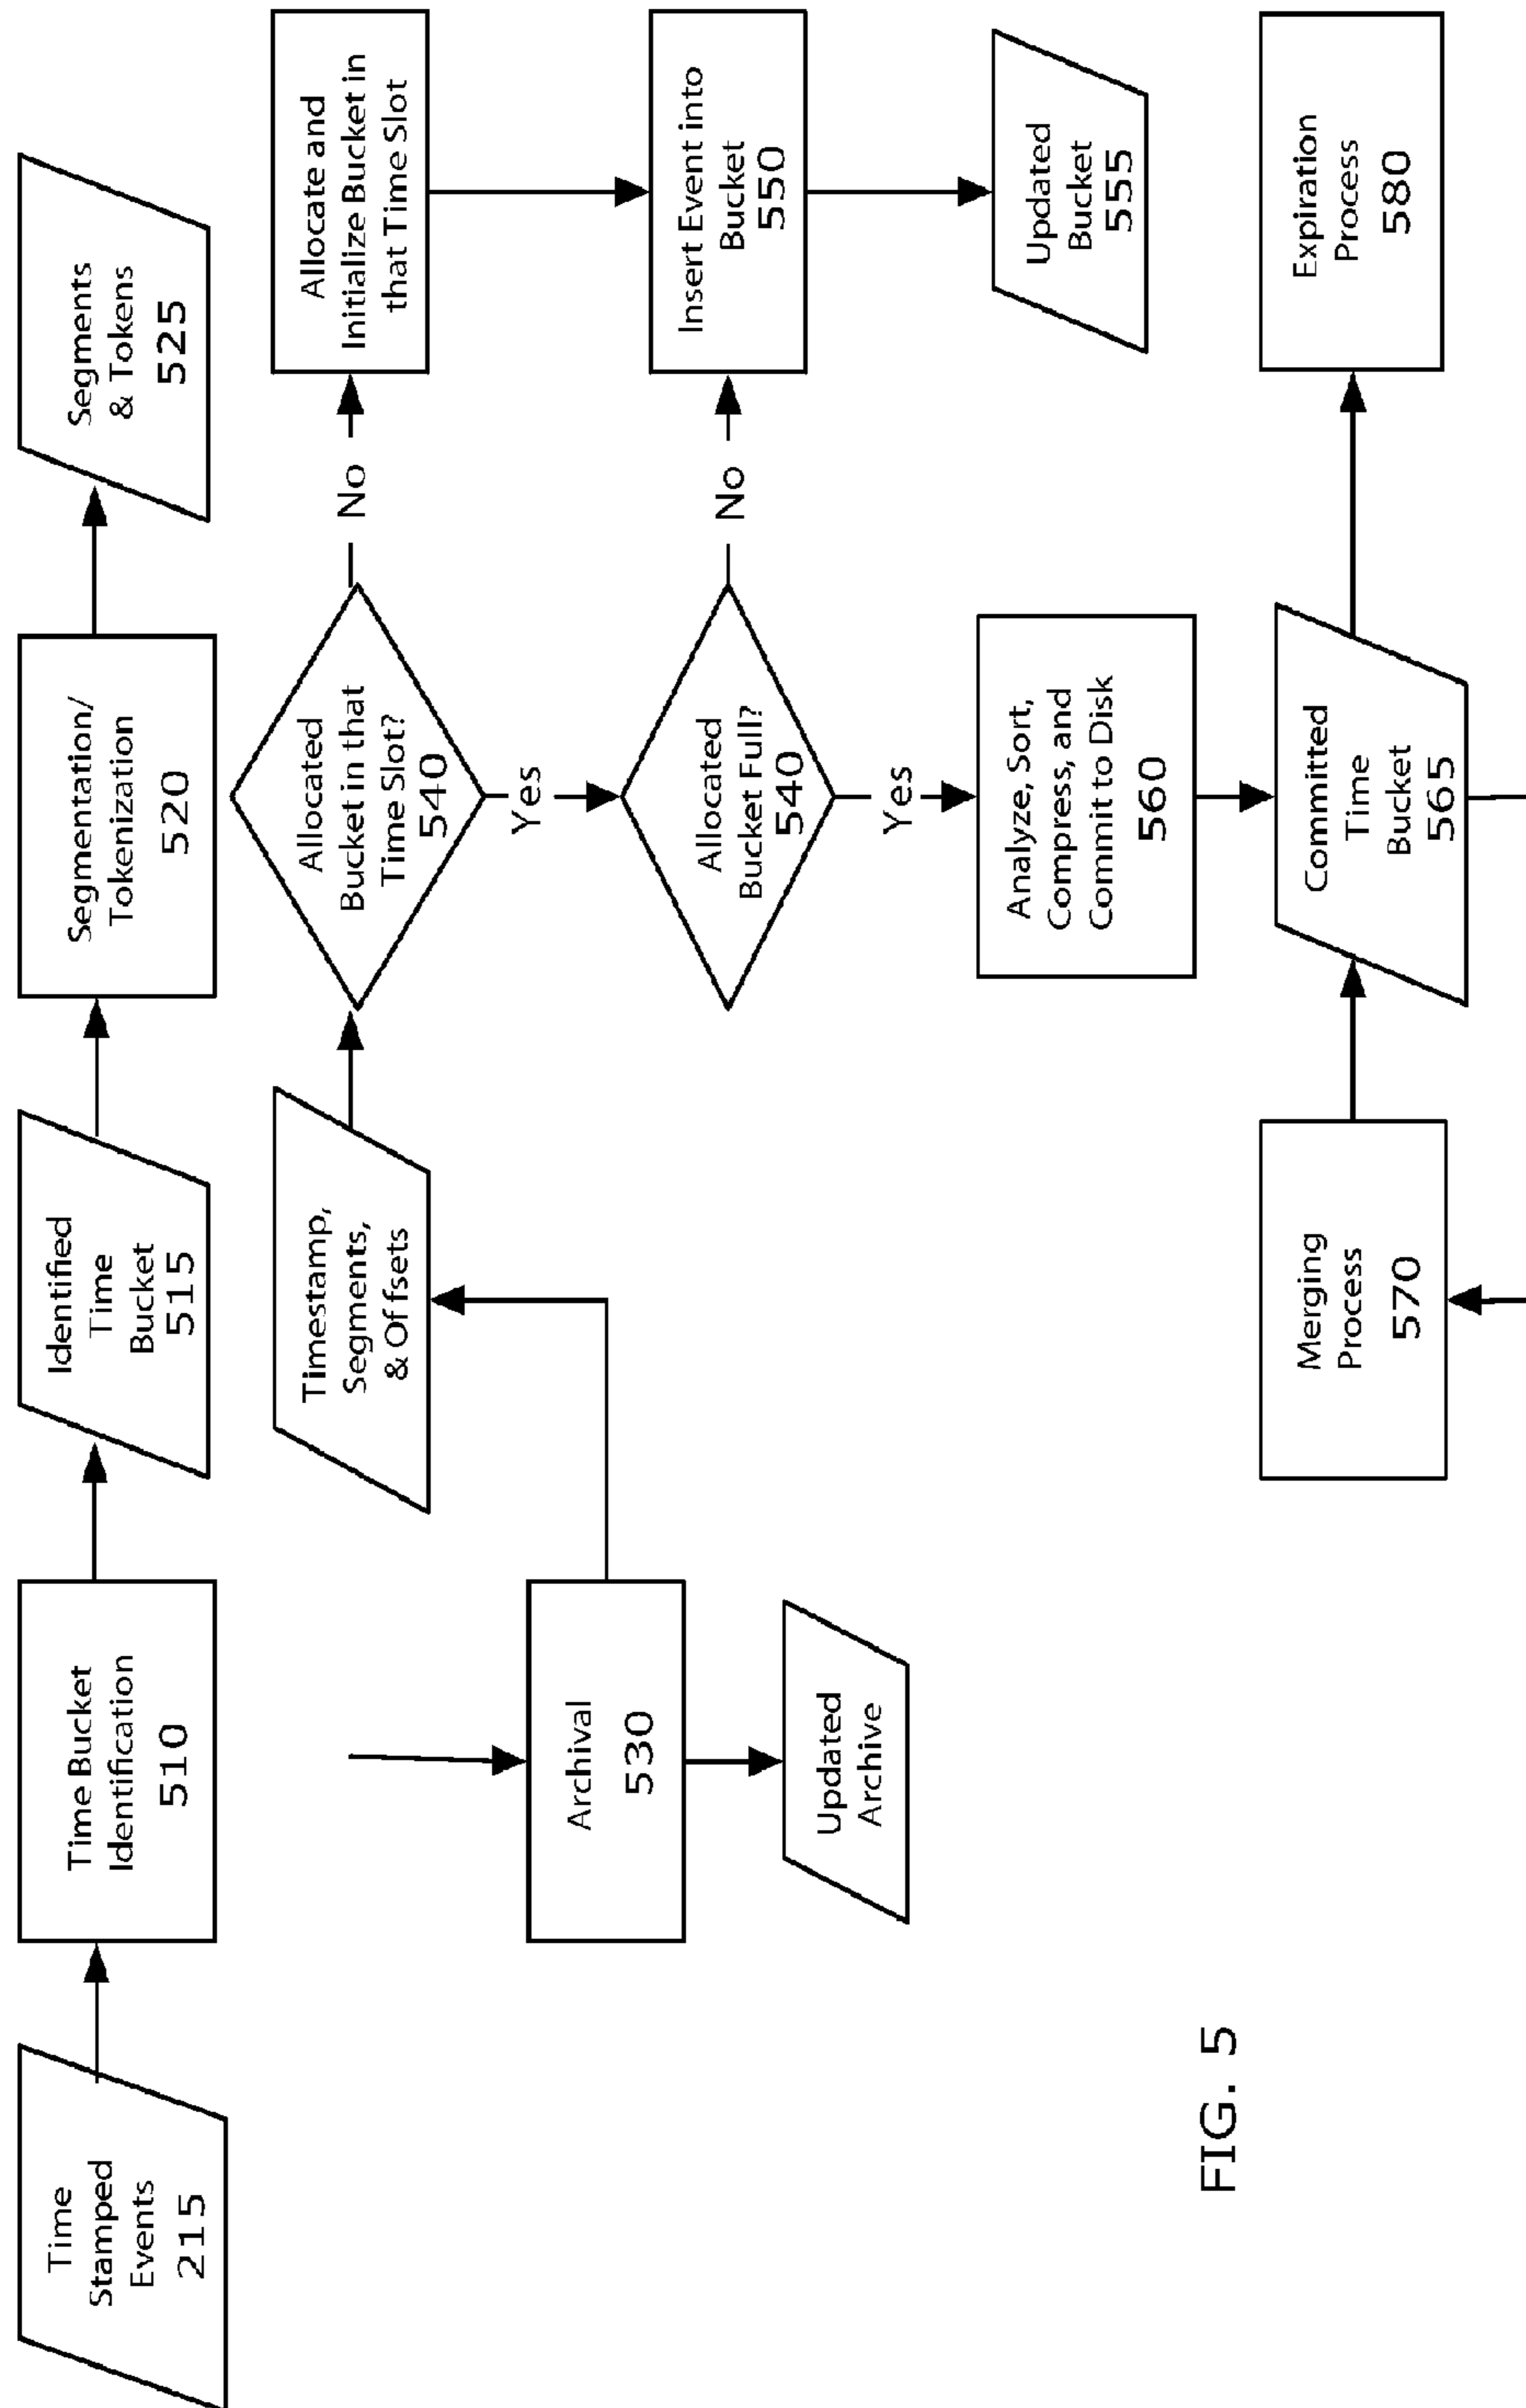 Time
Stamped
Events
215
Time Bucket
Identification
510
Identified
Time
Bucket
515
Segmentation/
Tokenization
520
Segments
& Tokens
525
Timestamp,
Segments,
& Offsets
Allocated
Bucket in that
Time Slot?
540
No
Allocate and
Initialize Bucket in
that Time Slot
Yes
Archival
530
Updated
Archive
Allocated
Bucket Full?
540
No
Insert Event into
Bucket
550
Updated
Bucket
555
Yes
Analyze, Sort,
Compress, and
Commit to Disk
560
Merging
Process
570
Committed
Time
Bucket
565
Expiration
Process
580
FIG. 5